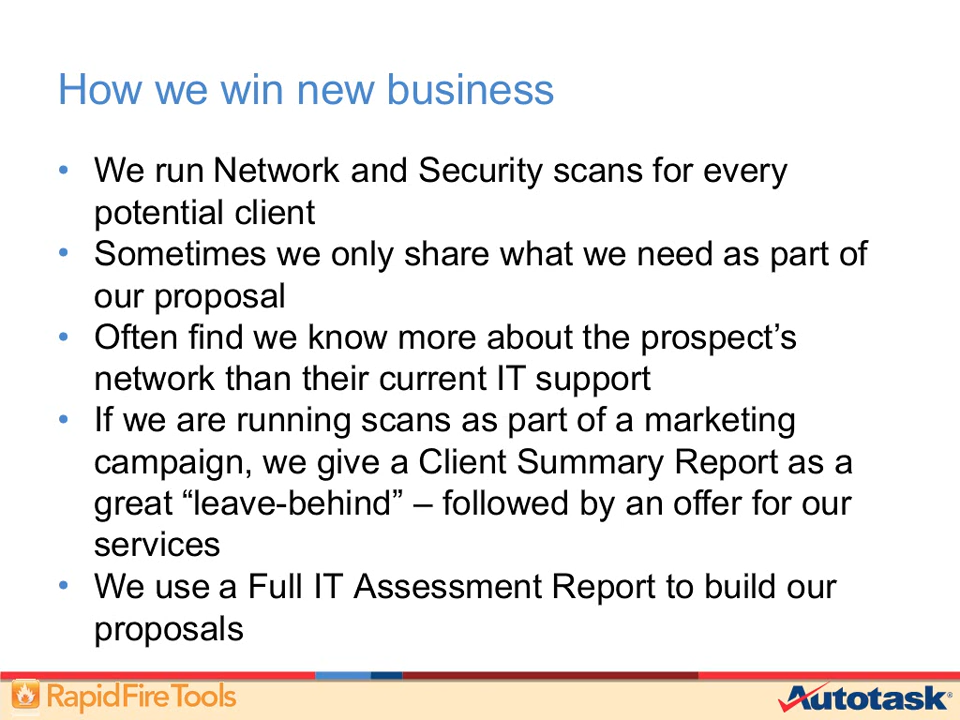 How we win new business
• We run Network and Security scans for every
potential client
• Sometimes we only share what we need as part of
our proposal
• Often find we know more about the prospect’s
network than their current IT support
• If we are running scans as part of a marketing
campaign, we give a Client Summary Report as a
great “leave-behind” – followed by an offer for our
services
• We use a Full IT Assessment Report to build our
proposals
RapidFireTools
Autotask®